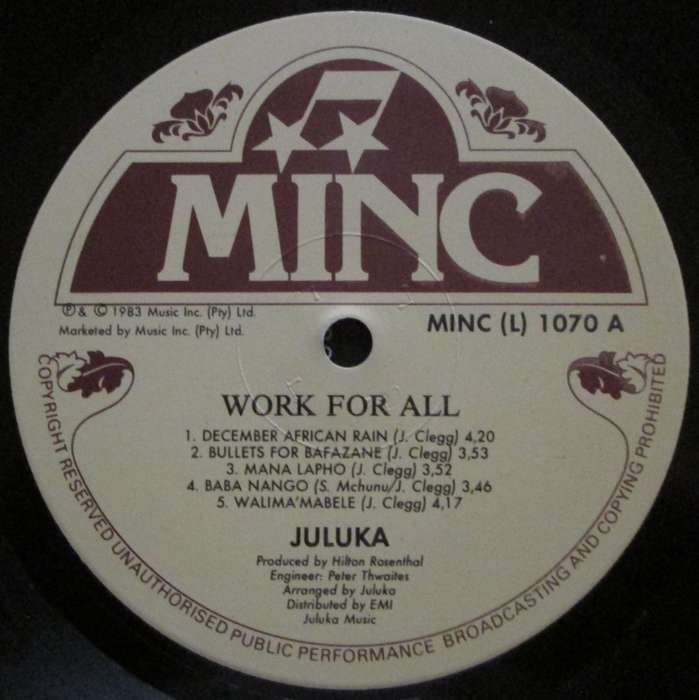 MINC
℗ & © 1983 Music Inc. (Pty) Ltd.
Marketed by Music Inc. (Pty) Ltd.
MINC (L) 1070 A
WORK FOR ALL
1. DECEMBER AFRICAN RAIN (J. Clegg) 4,20
2. BULLETS FOR BAFAZANE (J. Clegg) 3,53
3. MANA LAPHO (J. Clegg) 3,52
4. BABA NANGO (S. Mchunu/J. Clegg) 3,46
5. WALIMA'MABELE (J. Clegg) 4,17
JULUKA
Produced by Hilton Rosenthal
Engineer: Peter Thwaites
Arranged by Juluka
Distributed by EMI
Juluka Music
COPYRIGHT RESERVED UNAUTHORISED PUBLIC PERFORMANCE BROADCASTING AND COPYING PROHIBITED